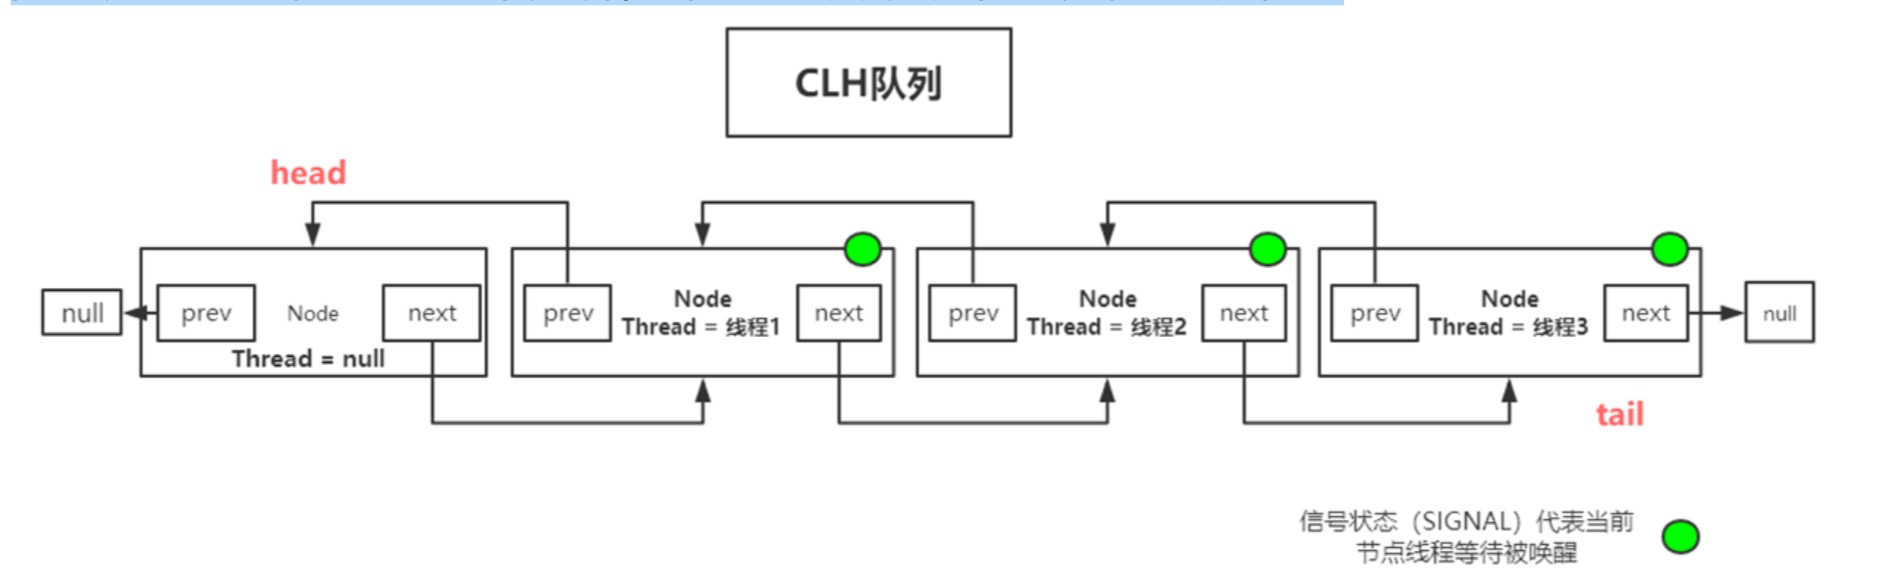 CLH队列
head
null
prev
Node
next
Thread = null
prev
Node
Thread = 线程1
next
prev
Node
Thread = 线程2
next
prev
Node
Thread = 线程3
next
null
tail
信号状态（SIGNAL）代表当前
节点线程等待被唤醒